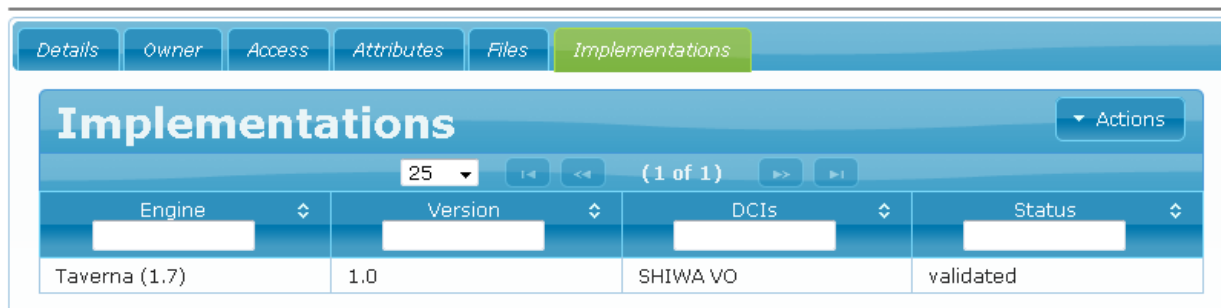 Details Owner Access Attributes Files Implementations
Implementations
Actions
25 (1 of 1)
Engine Version DCIs Status
Taverna (1.7) 1.0 SHIWA VO validated